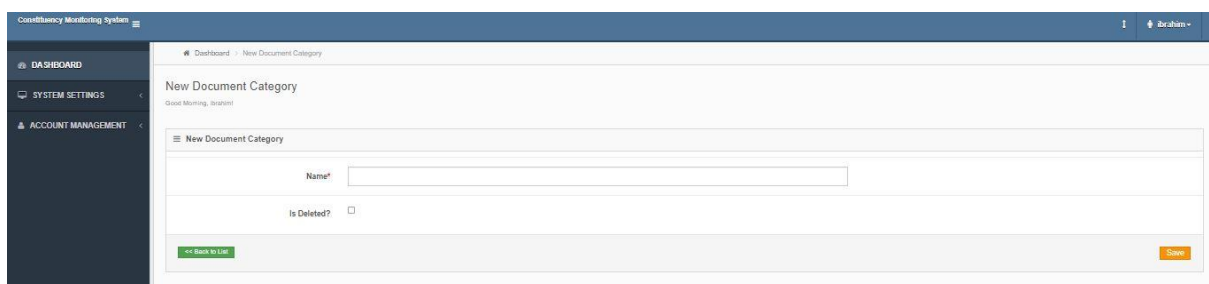 Constituency Monitoring System
ibrahim
DASHBOARD
SYSTEM SETTINGS
ACCOUNT MANAGEMENT
Dashboard > New Document Category
New Document Category
Good Morning, ibrahim!
New Document Category
Name*
Is Deleted?
<< Back to List
Save